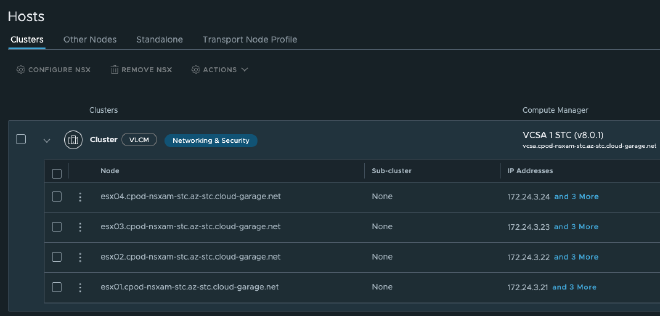 Hosts
Clusters Other Nodes Standalone Transport Node Profile
CONFIGURE NSX REMOVE NSX ACTIONS
Clusters Compute Manager
Cluster VLCM Networking & Security VCSA 1 STC (v8.0.1)
vcsa.cpod-nsxam-stc.az-stc.cloud-garage.net
Node Sub-cluster IP Addresses
esx04.cpod-nsxam-stc.az-stc.cloud-garage.net None 172.24.3.24 and 3 More
esx03.cpod-nsxam-stc.az-stc.cloud-garage.net None 172.24.3.23 and 3 More
esx02.cpod-nsxam-stc.az-stc.cloud-garage.net None 172.24.3.22 and 3 More
esx01.cpod-nsxam-stc.az-stc.cloud-garage.net None 172.24.3.21 and 3 More